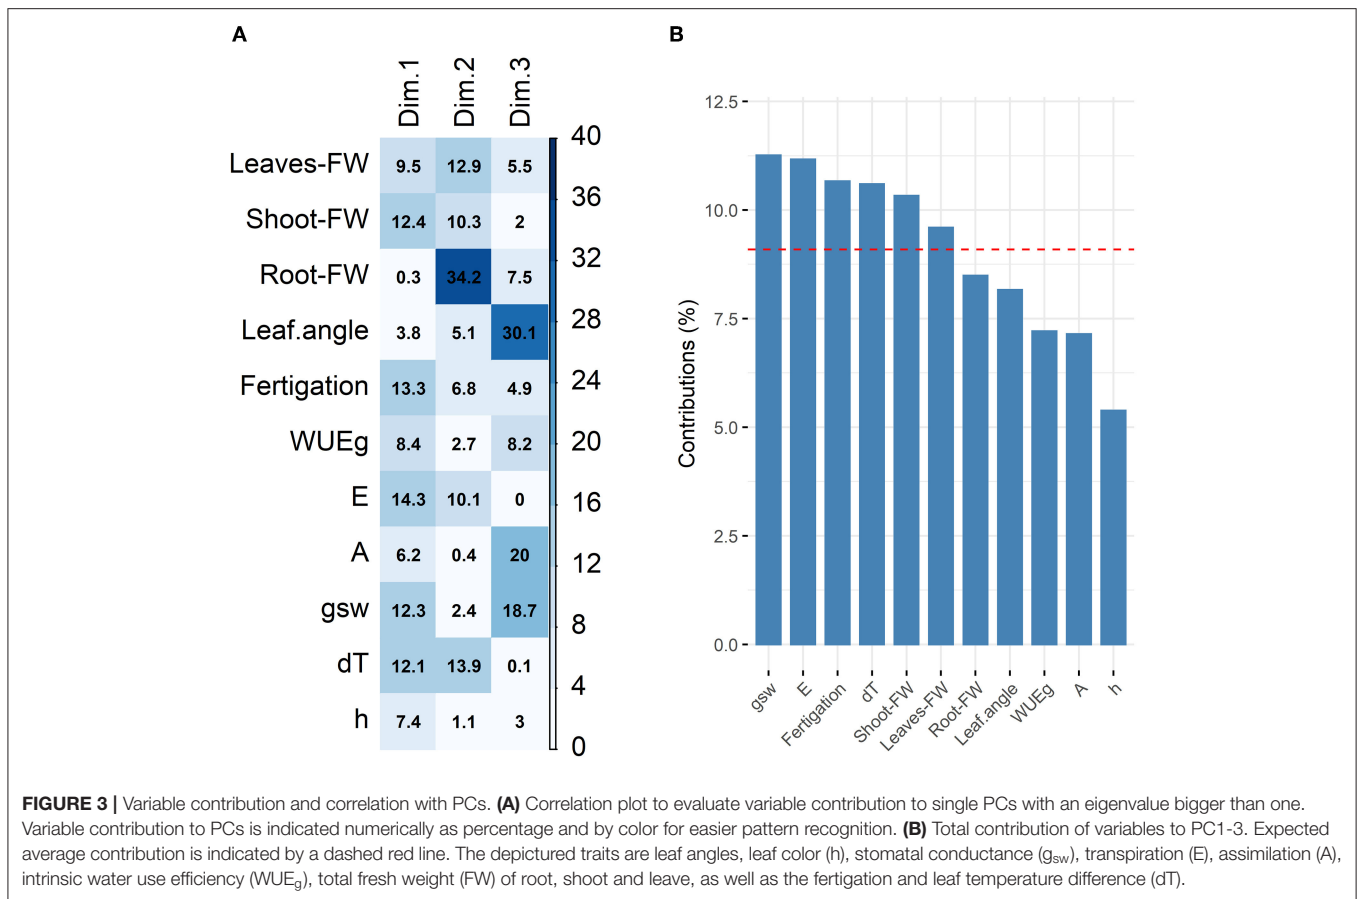 A
B
Dim.1 Dim.2 Dim.3
Leaves-FW 9.5 12.9 5.5
Shoot-FW 12.4 10.3 2
Root-FW 0.3 34.2 7.5
Leaf.angle 3.8 5.1 30.1
Fertigation 13.3 6.8 4.9
WUEg 8.4 2.7 8.2
E 14.3 10.1 0
A 6.2 0.4 20
gsw 12.3 2.4 18.7
dT 12.1 13.9 0.1
h 7.4 1.1 3
40
36
32
28
24
20
16
12
8
4
0
Contributions (%)
12.5
10.0
7.5
5.0
2.5
0.0
gsw E Fertigation dT Shoot-FW Leaves-FW Root-FW Leaf.angle WUEg A h
FIGURE 3 | Variable contribution and correlation with PCs. (A) Correlation plot to evaluate variable contribution to single PCs with an eigenvalue bigger than one.
Variable contribution to PCs is indicated numerically as percentage and by color for easier pattern recognition. (B) Total contribution of variables to PC1-3. Expected
average contribution is indicated by a dashed red line. The depictured traits are leaf angles, leaf color (h), stomatal conductance (gsw), transpiration (E), assimilation (A),
intrinsic water use efficiency (WUEg), total fresh weight (FW) of root, shoot and leave, as well as the fertigation and leaf temperature difference (dT).